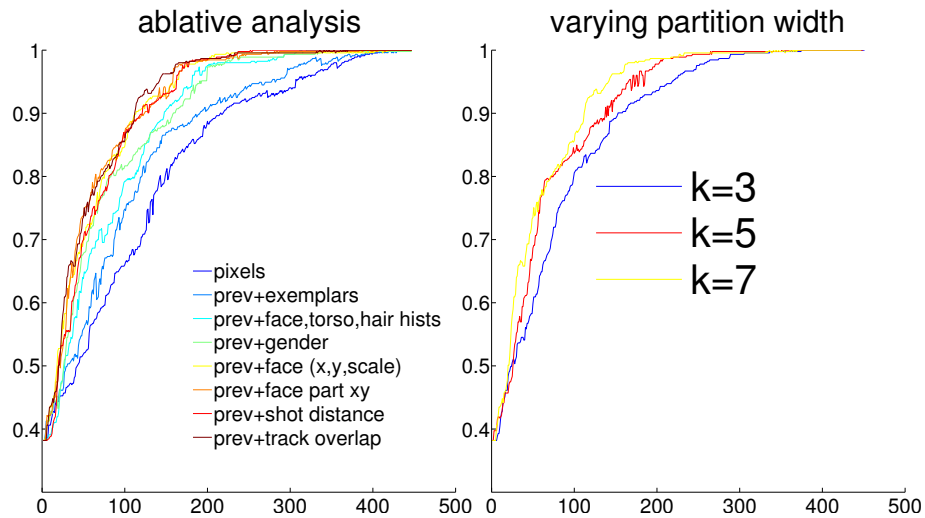 ablative analysis
1
0.9
0.8
0.7
0.6
0.5
0.4
pixels
prev+exemplars
prev+face,torso,hair hists
prev+gender
prev+face (x,y,scale)
prev+face part xy
prev+shot distance
prev+track overlap
0 100 200 300 400 500
varying partition width
1
0.9
0.8
0.7
0.6
0.5
0.4
k=3
k=5
k=7
0 100 200 300 400 500